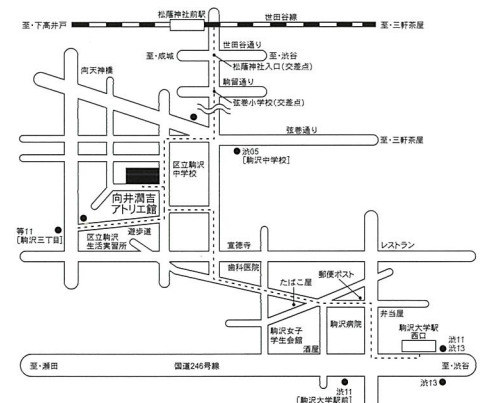 松蔭神社前駅
世田谷線
至・下高井戸
至・三軒茶屋
世田谷通り
至・成城
至・渋谷
松蔭神社入口(交差点)
向天神橋
駒留通り
弦巻小学校(交差点)
弦巻通り
至・三軒茶屋
渋05
[駒沢中学校]
区立駒沢
中学校
向井潤吉
アトリエ館
等11
[駒沢三丁目]
区立駒沢
生活実習所
遊歩道
宣徳寺
レストラン
歯科医院
たばこ屋
郵便ポスト
弁当屋
駒沢女子
学生会館
酒屋
駒沢病院
駒沢大学駅
西口
渋11
渋13
至・瀬田
国道246号線
至・渋谷
渋11
[駒沢大学駅前]
渋13